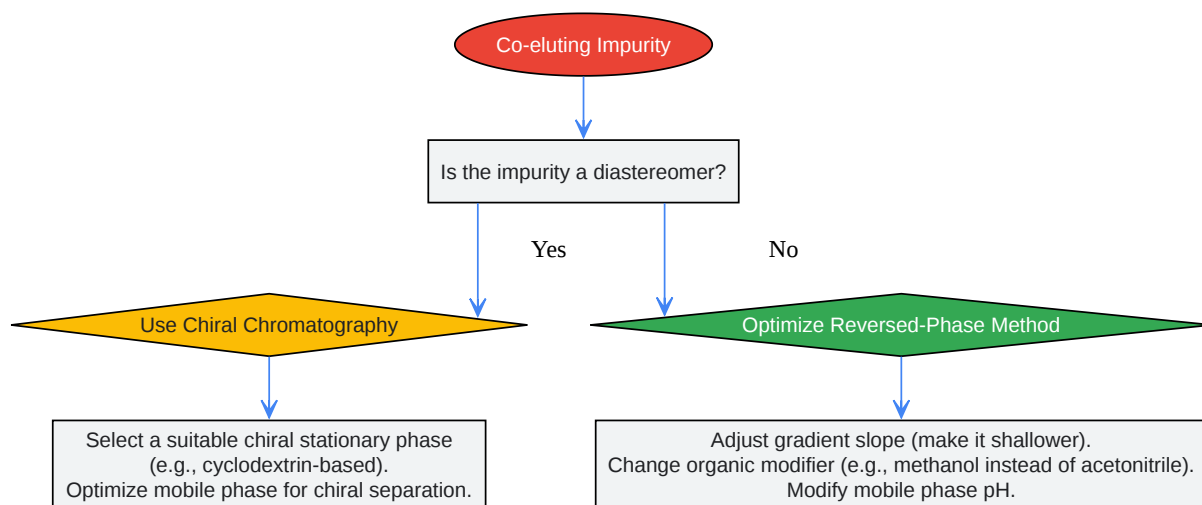 Co-eluting Impurity
Is the impurity a diastereomer?
Yes
No
Use Chiral Chromatography
Optimize Reversed-Phase Method
Select a suitable chiral stationary phase
(e.g., cyclodextrin-based).
Optimize mobile phase for chiral separation.
Adjust gradient slope (make it shallower).
Change organic modifier (e.g., methanol instead of acetonitrile).
Modify mobile phase pH.